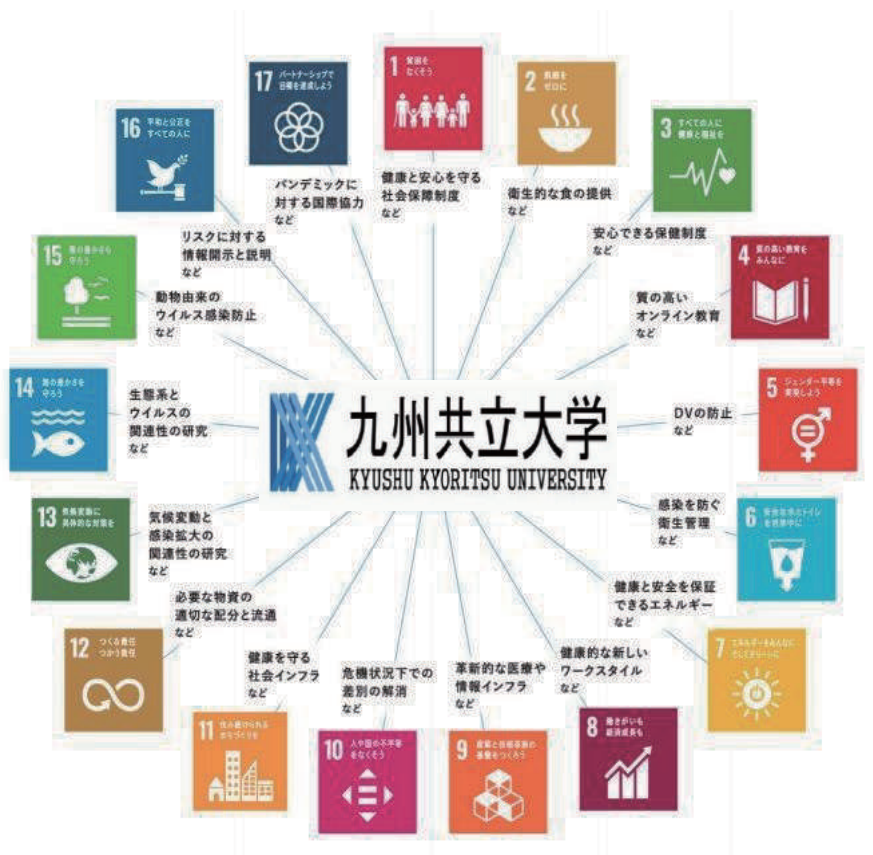 1 貧困を
なくそう
健康と安心を守る
社会保障制度
など
2 飢餓を
ゼロに
衛生的な食の提供
など
3 すべての人に
健康と福祉を
安心できる保健制度
など
4 質の高い教育を
みんなに
質の高い
オンライン教育
など
5 ジェンダー平等を
実現しよう
DVの防止
など
6 安全な水とトイレ
を世界中に
感染を防ぐ
衛生管理
など
7 エネルギーをみんなに
そしてクリーンに
健康と安全を保証
できるエネルギー
など
8 働きがいも
経済成長も
健康的な新しい
ワークスタイル
など
9 産業と技術革新の
基盤をつくろう
革新的な医療や
情報インフラ
など
10 人や国の不平等
をなくそう
危機状況下での
差別の解消
など
11 住み続けられる
まちづくりを
健康を守る
社会インフラ
など
12 つくる責任
つかう責任
必要な物資の
適切な配分と流通
など
13 気候変動に
具体的な対策を
気候変動と
感染拡大の
関連性の研究
など
14 海の豊かさを
守ろう
生態系と
ウイルスの
関連性の研究
など
15 陸の豊かさも
守ろう
動物由来の
ウイルス感染防止
など
16 平和と公正を
すべての人に
リスクに対する
情報開示と説明
など
17 パートナーシップで
目標を達成しよう
パンデミックに
対する国際協力
など
九州共立大学
KYUSHU KYORITSU UNIVERSITY